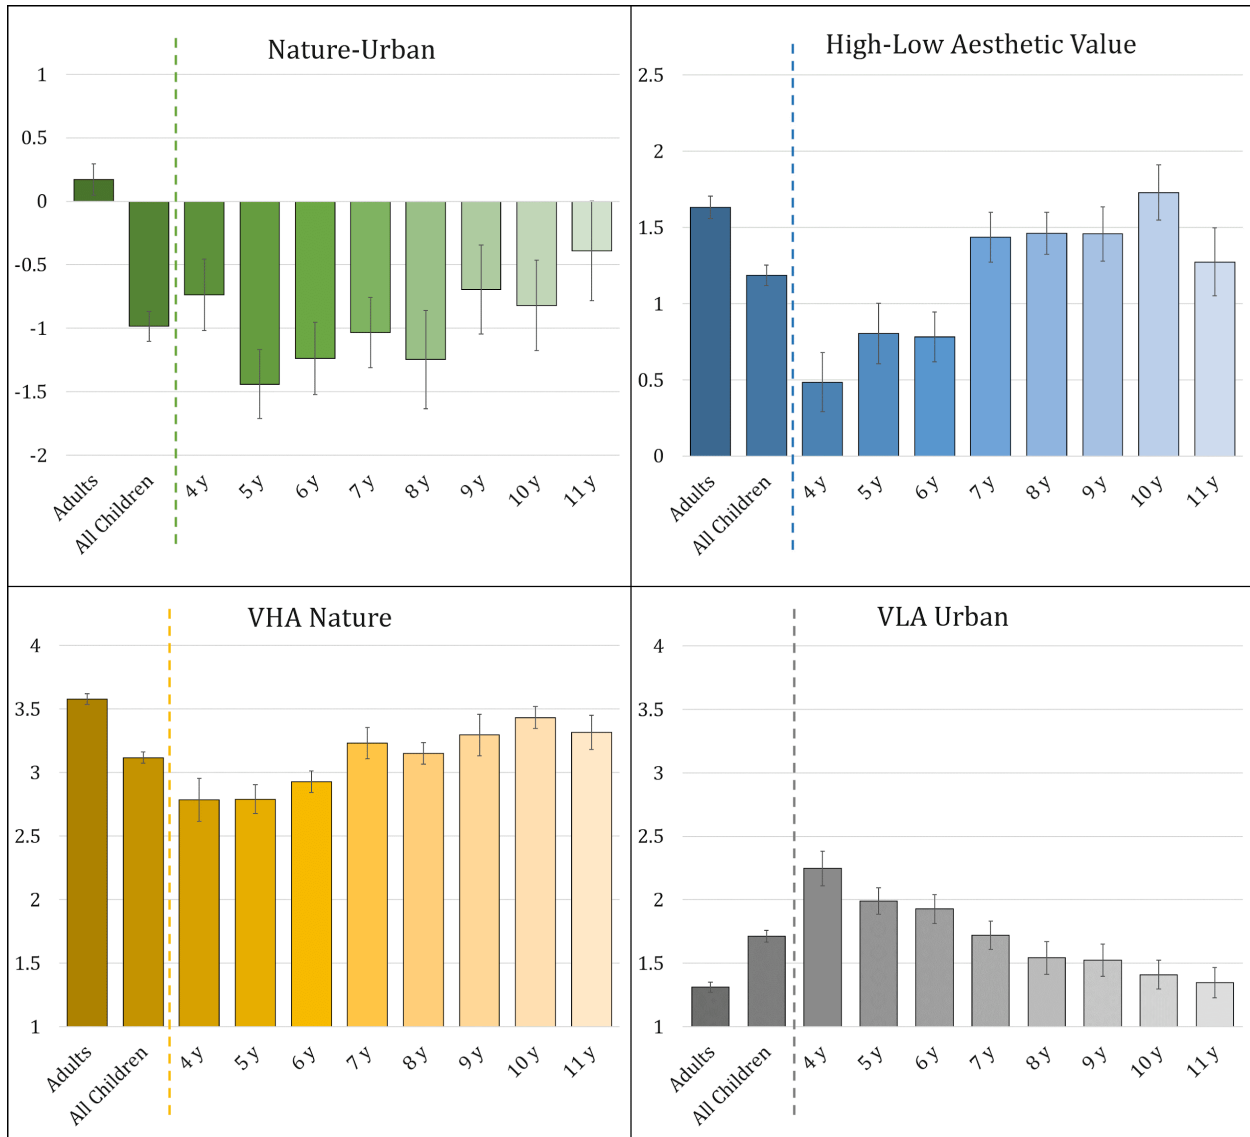 Nature-Urban
1
0.5
0
-0.5
-1
-1.5
-2
Adults
All Children
4 y
5 y
6 y
7 y
8 y
9 y
10 y
11 y
High-Low Aesthetic Value
2.5
2
1.5
1
0.5
0
Adults
All Children
4 y
5 y
6 y
7 y
8 y
9 y
10 y
11 y
VHA Nature
4
3.5
3
2.5
2
1.5
1
Adults
All Children
4 y
5 y
6 y
7 y
8 y
9 y
10 y
11 y
VLA Urban
4
3.5
3
2.5
2
1.5
1
Adults
All Children
4 y
5 y
6 y
7 y
8 y
9 y
10 y
11 y